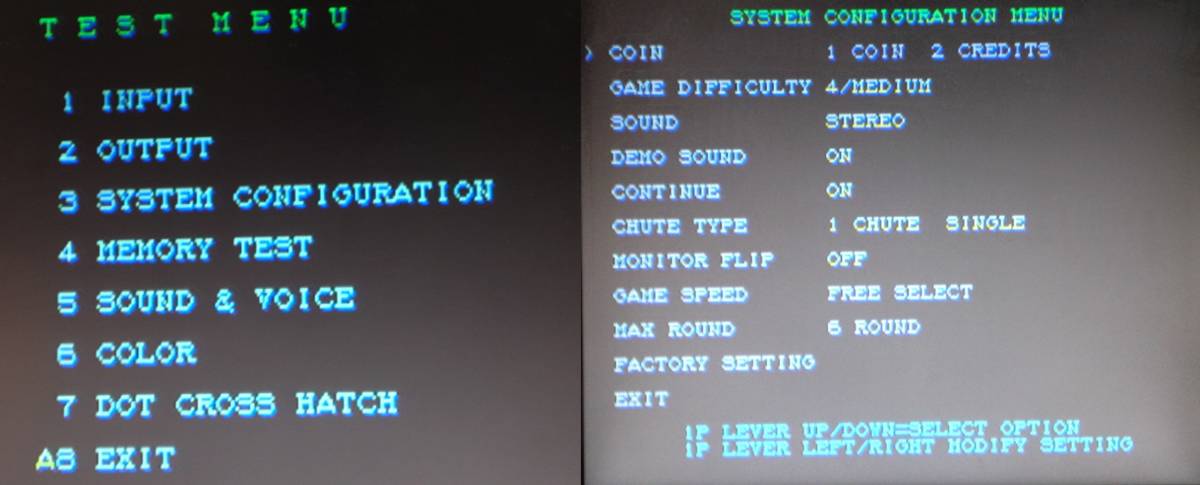 TEST MENU
1 INPUT
2 OUTPUT
3 SYSTEM CONFIGURATION
4 MEMORY TEST
5 SOUND & VOICE
6 COLOR
7 DOT CROSS HATCH
A8 EXIT
SYSTEM CONFIGURATION MENU
> COIN 1 COIN 2 CREDITS
GAME DIFFICULTY 4/MEDIUM
SOUND STEREO
DEMO SOUND ON
CONTINUE ON
CHUTE TYPE 1 CHUTE SINGLE
MONITOR FLIP OFF
GAME SPEED FREE SELECT
MAX ROUND 6 ROUND
FACTORY SETTING
EXIT
1P LEVER UP/DOWN=SELECT OPTION
1P LEVER LEFT/RIGHT MODIFY SETTING